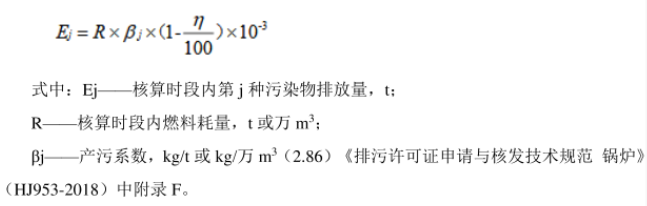 Ej = R × βj × (1-η/100) × 10⁻³
式中：Ej——核算时段内第 j 种污染物排放量，t；
R——核算时段内燃料耗量，t 或万 m³；
βj——产污系数，kg/t 或 kg/万 m³（2.86）《排污许可证申请与核发技术规范 锅炉》
（HJ953-2018）中附录 F。